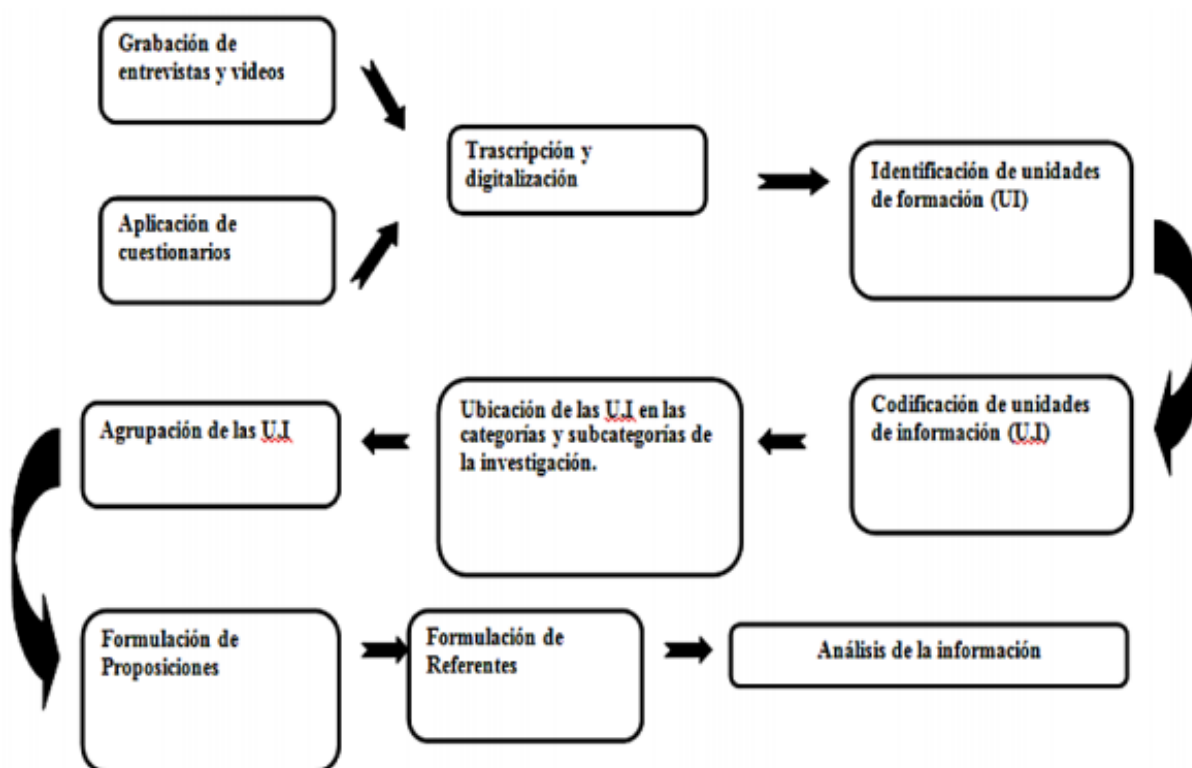 Grabación de
entrevistas y videos
Aplicación de
cuestionarios
Trascripción y
digitalización
Identificación de unidades
de formación (UI)
Codificación de unidades
de información (U.I)
Ubicación de las U.I en las
categorías y subcategorías de
la investigación.
Agrupación de las U.I
Formulación de
Proposiciones
Formulación de
Referentes
Análisis de la información